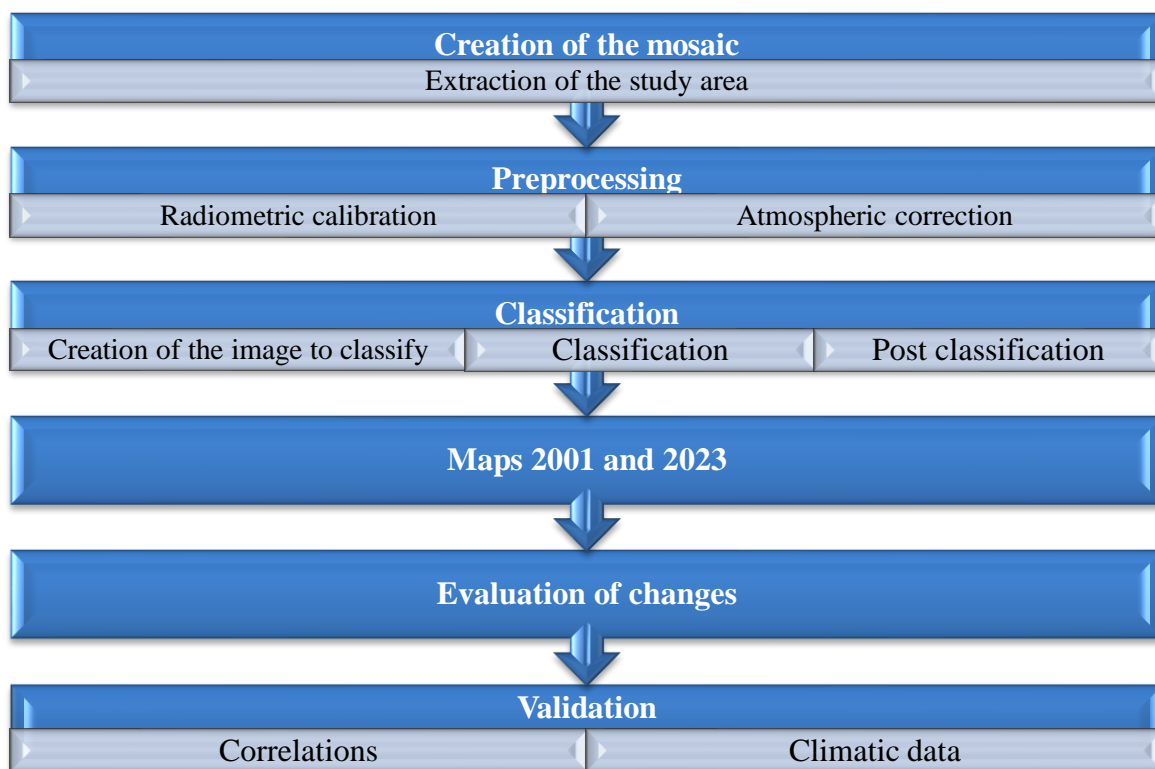 Creation of the mosaic
Extraction of the study area
Preprocessing
Radiometric calibration
Atmospheric correction
Classification
Creation of the image to classify
Classification
Post classification
Maps 2001 and 2023
Evaluation of changes
Validation
Correlations
Climatic data